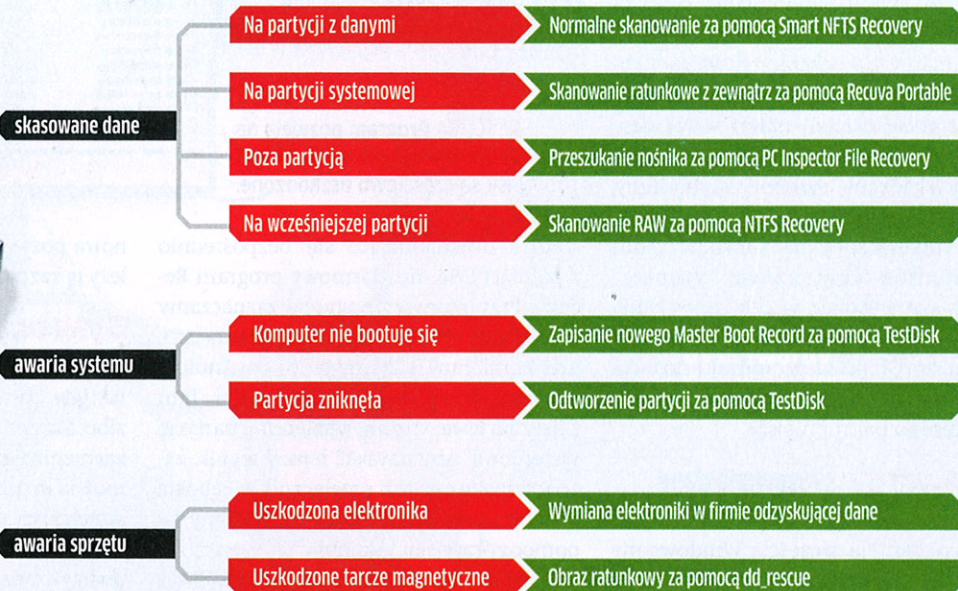 skasowane dane
Na partycji z danymi
Normalne skanowanie za pomocą Smart NFTS Recovery
Na partycji systemowej
Skanowanie ratunkowe z zewnątrz za pomocą Recuva Portable
Poza partycją
Przeszukanie nośnika za pomocą PC Inspector File Recovery
Na wcześniejszej partycji
Skanowanie RAW za pomocą NTFS Recovery
awaria systemu
Komputer nie bootuje się
Zapisanie nowego Master Boot Record za pomocą TestDisk
Partycja zniknęła
Odtworzenie partycji za pomocą TestDisk
awaria sprzętu
Uszkodzona elektronika
Wymiana elektroniki w firmie odzyskującej dane
Uszkodzone tarcze magnetyczne
Obraz ratunkowy za pomocą dd_rescue